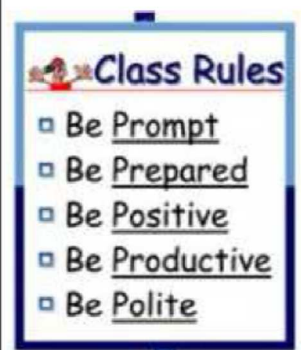 Class Rules
Be Prompt
Be Prepared
Be Positive
Be Productive
Be Polite